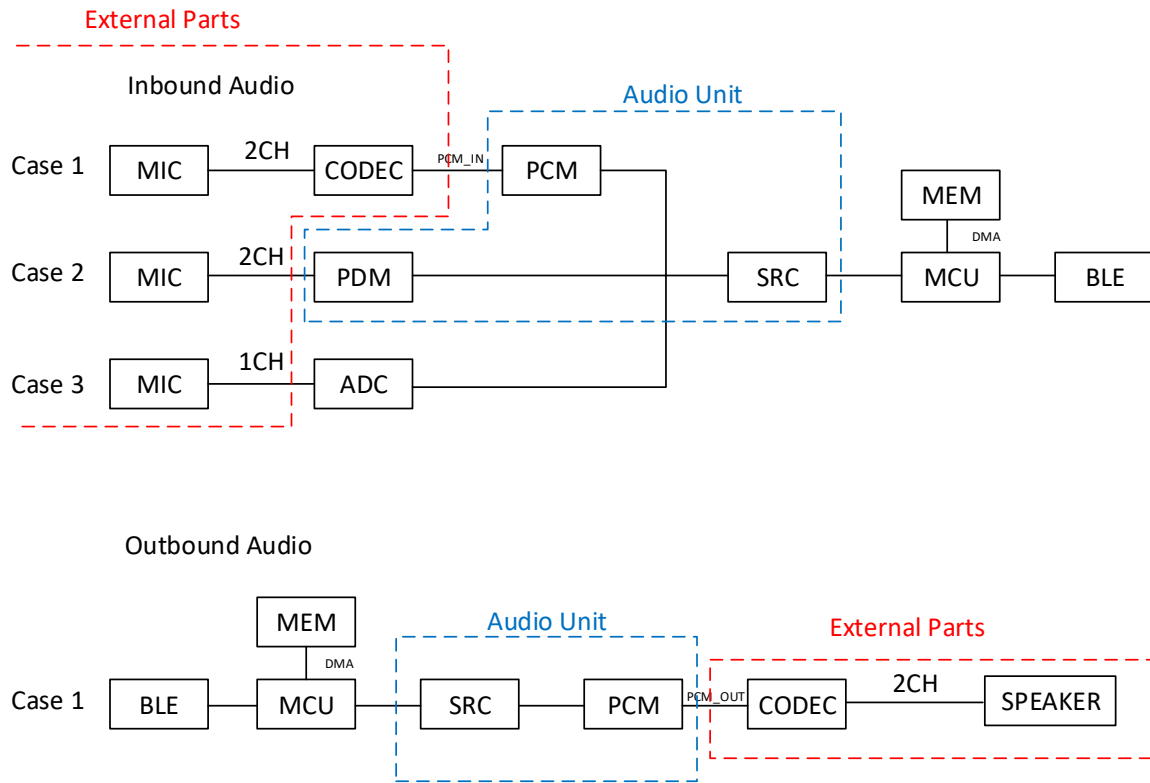 External Parts
Inbound Audio
Audio Unit
Case 1
MIC
2CH
CODEC
PCM_IN
PCM
MEM
DMA
Case 2
MIC
2CH
PDM
SRC
MCU
BLE
Case 3
MIC
1CH
ADC
Outbound Audio
MEM
Audio Unit
External Parts
DMA
Case 1
BLE
MCU
SRC
PCM
PCM_OUT
CODEC
2CH
SPEAKER